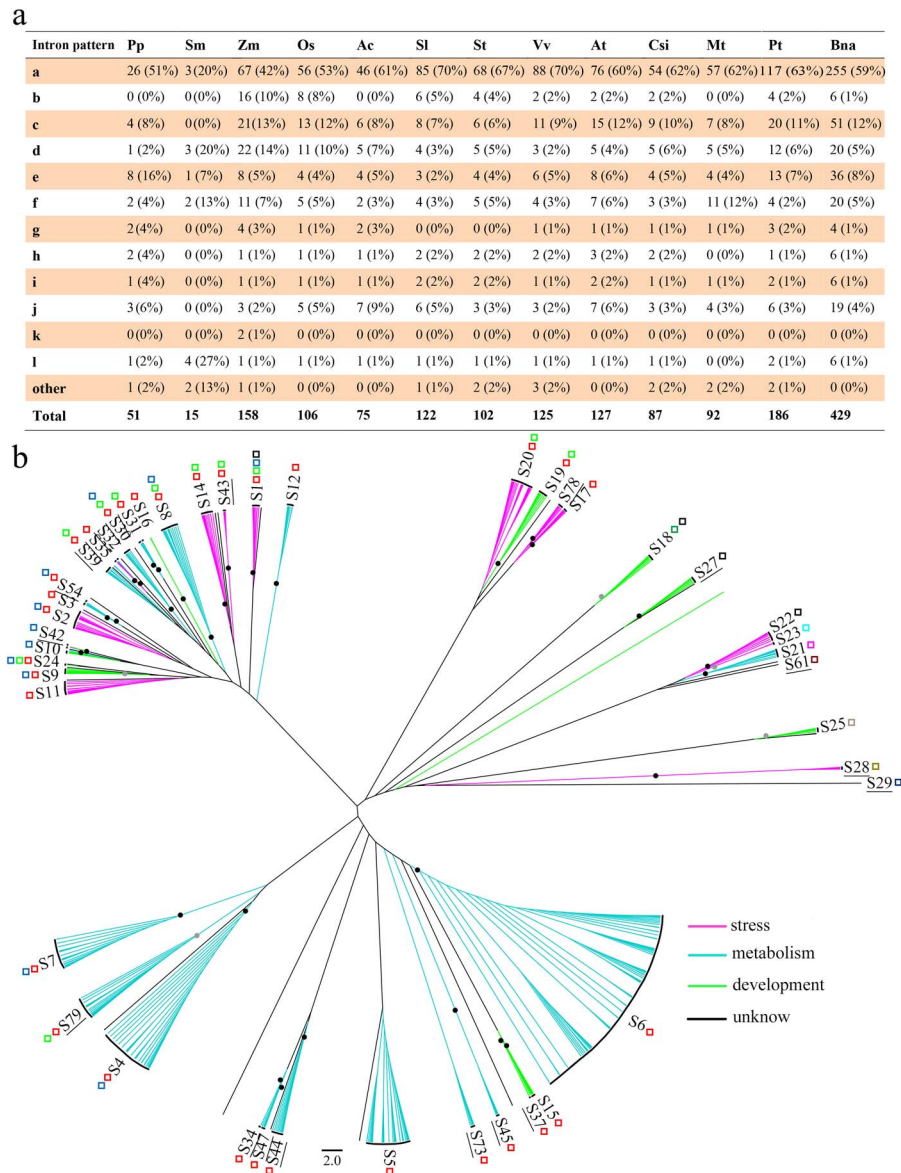 a
Intron pattern Pp Sm Zm Os Ac Sl St Vv At Csi Mt Pt Bna
a 26 (51%) 3(20%) 67 (42%) 56 (53%) 46 (61%) 85 (70%) 68 (67%) 88 (70%) 76 (60%) 54 (62%) 57 (62%) 117 (63%) 255 (59%)
b 0 (0%) 0 (0%) 16 (10%) 8 (8%) 0 (0%) 6 (5%) 4 (4%) 2 (2%) 2 (2%) 2 (2%) 0 (0%) 4 (2%) 6 (1%)
c 4 (8%) 0 (0%) 21(13%) 13 (12%) 6 (8%) 8 (7%) 6 (6%) 11 (9%) 15 (12%) 9 (10%) 7 (8%) 20 (11%) 51 (12%)
d 1 (2%) 3 (20%) 22 (14%) 11 (10%) 5 (7%) 4 (3%) 5 (5%) 3 (2%) 5 (4%) 5 (6%) 5 (5%) 12 (6%) 20 (5%)
e 8 (16%) 1 (7%) 8 (5%) 4 (4%) 4 (5%) 3 (2%) 4 (4%) 6 (5%) 8 (6%) 4 (5%) 4 (4%) 13 (7%) 36 (8%)
f 2 (4%) 2 (13%) 11 (7%) 5 (5%) 2 (3%) 4 (3%) 5 (5%) 4 (3%) 7 (6%) 3 (3%) 11 (12%) 4 (2%) 20 (5%)
g 2 (4%) 0 (0%) 4 (3%) 1 (1%) 2 (3%) 0 (0%) 0 (0%) 1 (1%) 1 (1%) 1 (1%) 1 (1%) 3 (2%) 4 (1%)
h 2 (4%) 0 (0%) 1 (1%) 1 (1%) 1 (1%) 2 (2%) 2 (2%) 2 (2%) 3 (2%) 2 (2%) 0 (0%) 1 (1%) 6 (1%)
i 1 (4%) 0 (0%) 1 (1%) 1 (1%) 1 (1%) 2 (2%) 2 (2%) 1 (1%) 2 (2%) 1 (1%) 1 (1%) 2 (1%) 6 (1%)
j 3 (6%) 0 (0%) 3 (2%) 5 (5%) 7 (9%) 6 (5%) 3 (3%) 3 (2%) 7 (6%) 3 (3%) 4 (3%) 6 (3%) 19 (4%)
k 0 (0%) 0 (0%) 2 (1%) 0 (0%) 0 (0%) 0 (0%) 0 (0%) 0 (0%) 0 (0%) 0 (0%) 0 (0%) 0 (0%) 0 (0%)
l 1 (2%) 4 (27%) 1 (1%) 1 (1%) 1 (1%) 1 (1%) 1 (1%) 1 (1%) 1 (1%) 1 (1%) 0 (0%) 2 (1%) 6 (1%)
other 1 (2%) 2 (13%) 1 (1%) 0 (0%) 0 (0%) 1 (1%) 2 (2%) 3 (2%) 0 (0%) 2 (2%) 2 (2%) 2 (1%) 0 (0%)
Total 51 15 158 106 75 122 102 125 127 87 92 186 429
b
S20
S19
S78
S17
S18
S27
S22
S23
S21
S61
S25
S28
S29
S12
S1
S43
S14
S8
S16
S31
S30
S39
S54
S3
S2
S42
S10
S24
S9
S11
stress
metabolism
development
unknow
S7
S79
S4
S34
S47
S44
2.0
S5
S73
S45
S37
S15
S6